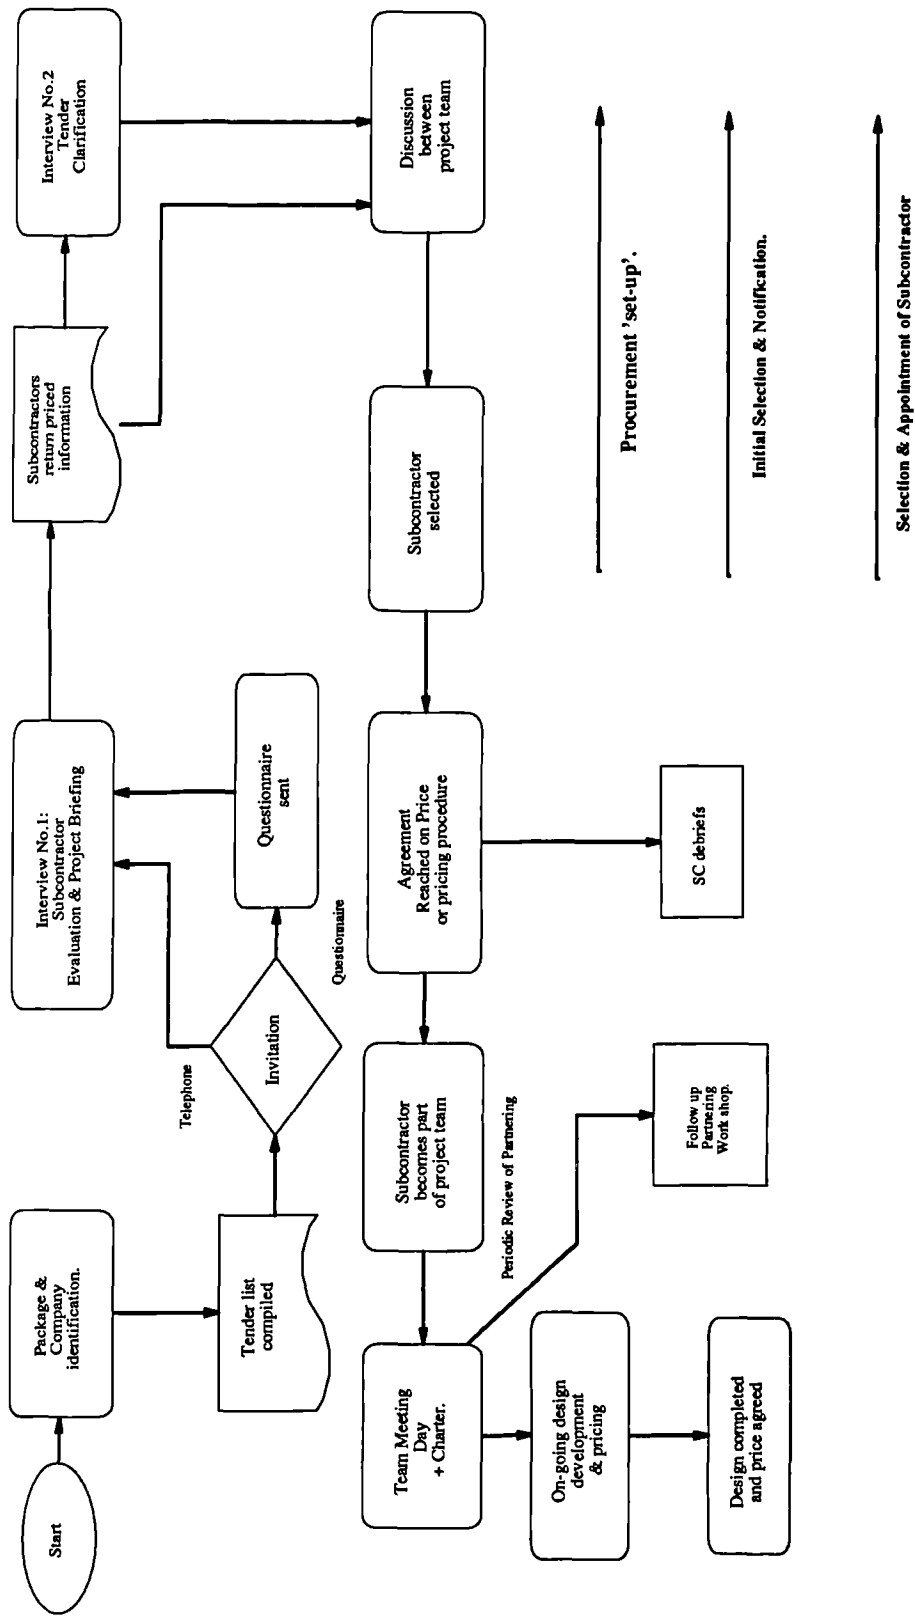 Start
Package &
Company
identification.
Tender list
compiled
Invitation
Telephone
Questionnaire
Questionnaire
sent
Interview No.1:
Subcontractor
Evaluation & Project Briefing
Subcontractors
return priced
information
Interview No.2
Tender
Clarification
Discussion
between
project team
Subcontractor
selected
Agreement
Reached on Price
or pricing procedure
SC debriefs
Subcontractor
becomes part
of project team
Team Meeting
Day
+ Charter.
Periodic Review of Partnering
Follow up
Partnering
Work shop.
On-going design
development
& pricing
Design completed
and price agreed
Procurement 'set-up'.
Initial Selection & Notification.
Selection & Appointment of Subcontractor